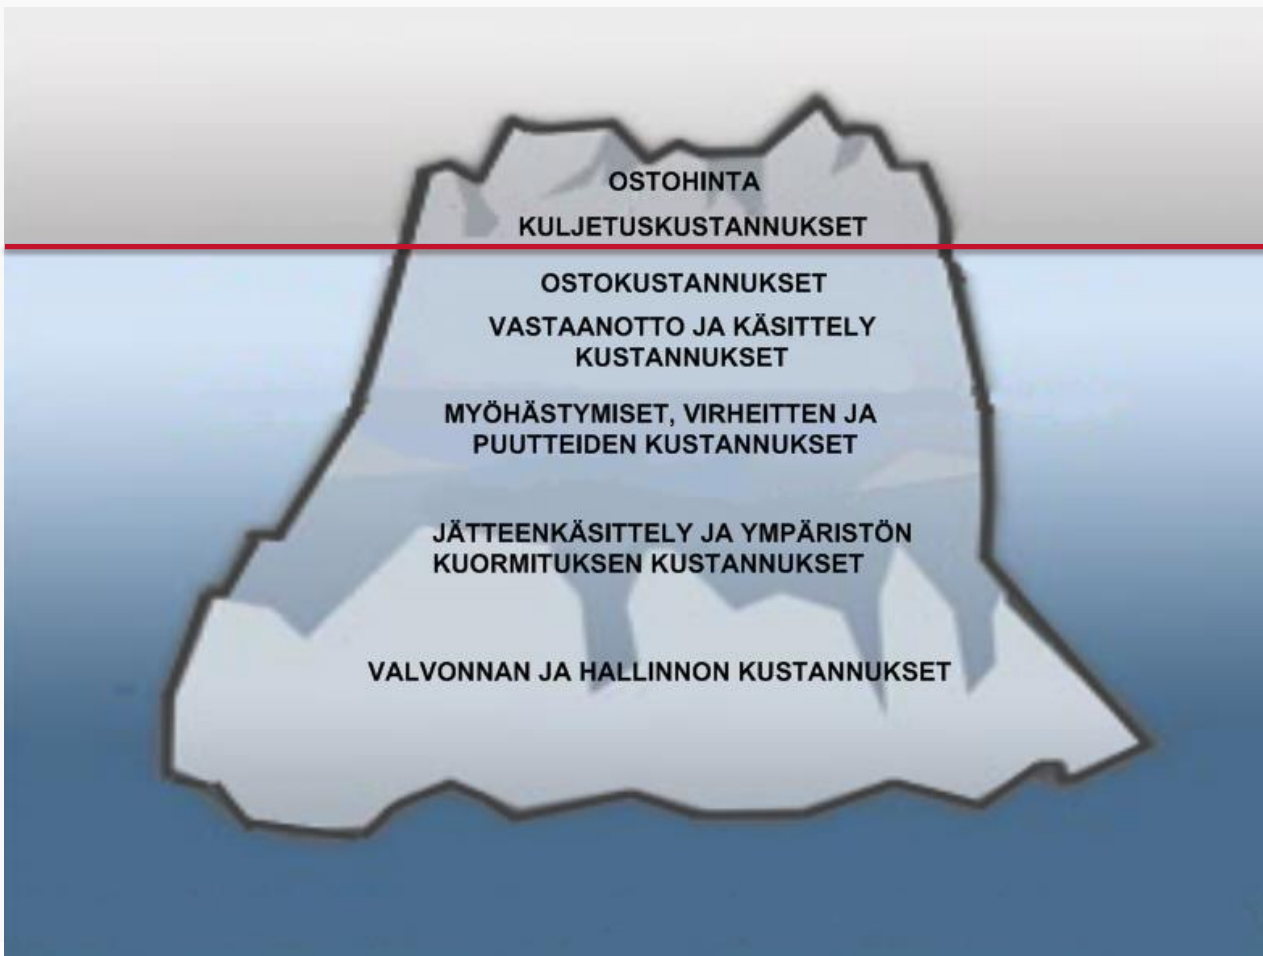 OSTOHINTA
KULJETUSKUSTANNUKSET
OSTOKUSTANNUKSET
VASTAANOTTO JA KÄSITTELY
KUSTANNUKSET
MYÖHÄSTYMISET, VIRHEITTEN JA
PUUTTEIDEN KUSTANNUKSET
JÄTTEENKÄSITTELY JA YMPÄRISTÖN
KUORMITUKSEN KUSTANNUKSET
VALVONNAN JA HALLINNON KUSTANNUKSET